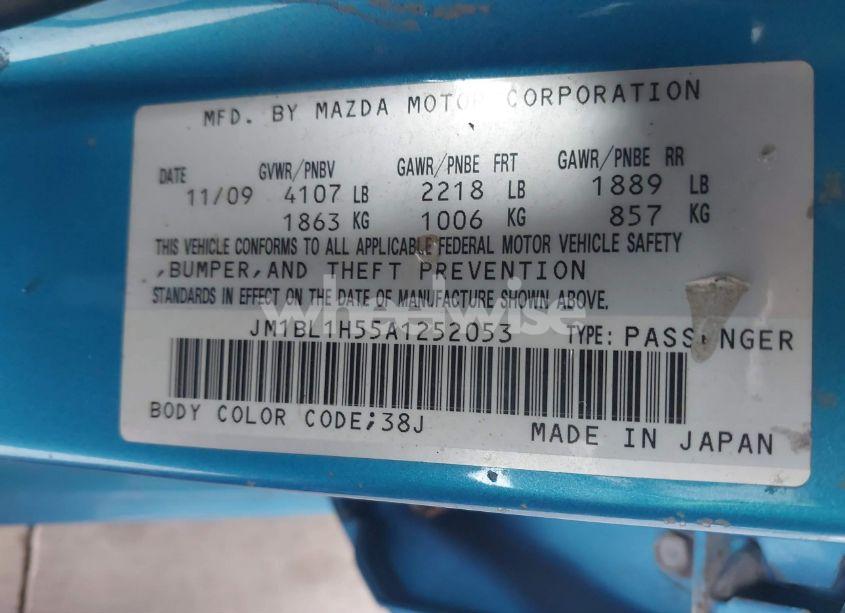 MFD. BY MAZDA MOTOR CORPORATION
DATE GVWR/PNBV GAWR/PNBE FRT GAWR/PNBE RR
11/09 4107 LB 2218 LB 1889 LB
1863 KG 1006 KG 857 KG
THIS VEHICLE CONFORMS TO ALL APPLICABLE FEDERAL MOTOR VEHICLE SAFETY
,BUMPER,AND THEFT PREVENTION
STANDARDS IN EFFECT ON THE DATE OF MANUFACTURE SHOWN ABOVE.
wheelwise
JM1BL1H55A1252053 TYPE: PASSENGER
BODY COLOR CODE;38J
MADE IN JAPAN